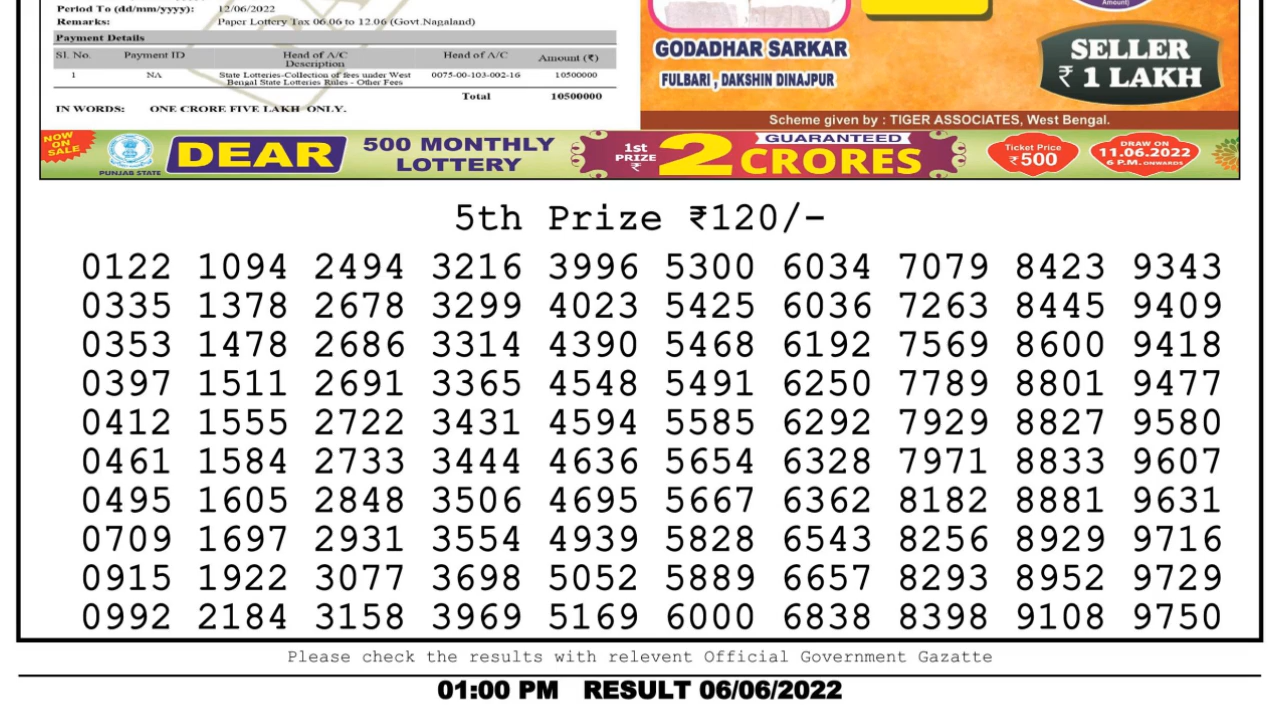 Period To (dd/mm/yyyy): 12/06/2022
Remarks: Paper Lottery Tax 06.06 to 12.06 (Govt.Nagaland)
Payment Details
Sl. No. Payment ID Head of A/C Description Head of A/C Amount (₹)
1 NA State Lotteries-Collection of fees under West Bengal State Lotteries Rules - Other Fees 0075-00-103-002-16 10500000
Total 10500000
IN WORDS: ONE CRORE FIVE LAKH ONLY.
Amount)
GODADHAR SARKAR
FULBARI , DAKSHIN DINAJPUR
SELLER
₹ 1 LAKH
Scheme given by : TIGER ASSOCIATES, West Bengal.
NOW ON SALE
PUNJAB STATE
DEAR
500 MONTHLY
LOTTERY
1st PRIZE ₹
2
GUARANTEED
CRORES
Ticket Price
₹500
DRAW ON
11.06.2022
6 P.M. ONWARDS
5th Prize ₹120/-
0122 1094 2494 3216 3996 5300 6034 7079 8423 9343
0335 1378 2678 3299 4023 5425 6036 7263 8445 9409
0353 1478 2686 3314 4390 5468 6192 7569 8600 9418
0397 1511 2691 3365 4548 5491 6250 7789 8801 9477
0412 1555 2722 3431 4594 5585 6292 7929 8827 9580
0461 1584 2733 3444 4636 5654 6328 7971 8833 9607
0495 1605 2848 3506 4695 5667 6362 8182 8881 9631
0709 1697 2931 3554 4939 5828 6543 8256 8929 9716
0915 1922 3077 3698 5052 5889 6657 8293 8952 9729
0992 2184 3158 3969 5169 6000 6838 8398 9108 9750
Please check the results with relevent Official Government Gazatte
01:00 PM RESULT 06/06/2022